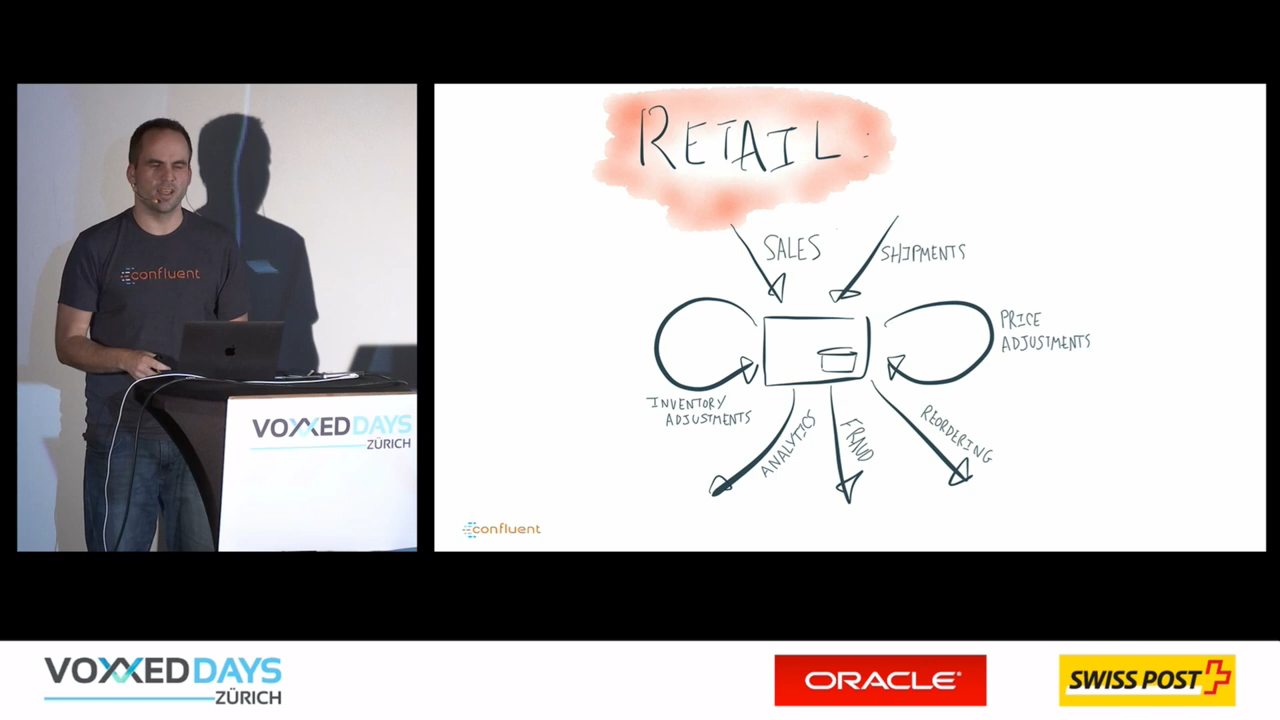 confluent
VOXXED DAYS
ZÜRICH
RETAIL:
SALES
SHIPMENTS
PRICE
ADJUSTMENTS
INVENTORY
ADJUSTMENTS
ANALYTICS
FRAUD
REORDERING
confluent
VOXXED DAYS
ZÜRICH
ORACLE®
SWISS POST